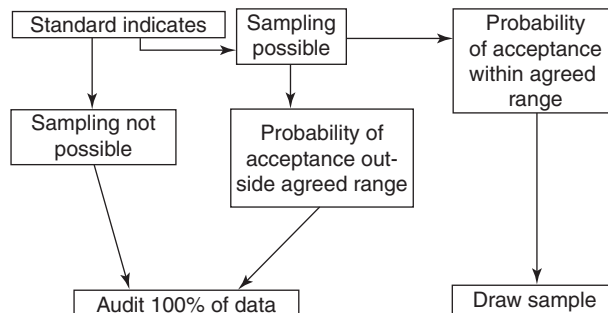 Standard indicates
Sampling
possible
Probability
of acceptance
within agreed
range
Sampling not
possible
Probability of
acceptance out-
side agreed range
Audit 100% of data
Draw sample